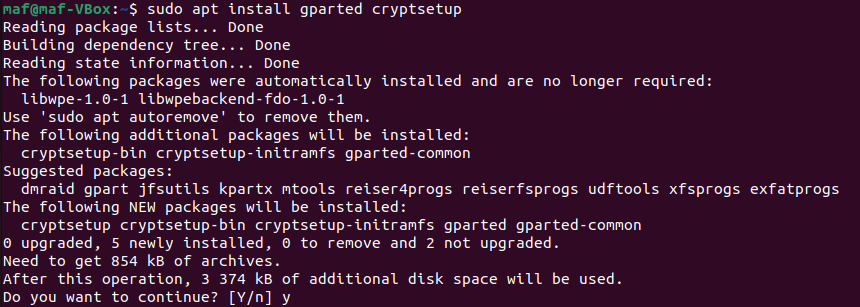 maf@maf-VBox:~$ sudo apt install gparted cryptsetup
Reading package lists... Done
Building dependency tree... Done
Reading state information... Done
The following packages were automatically installed and are no longer required:
  libwpe-1.0-1 libwpebackend-fdo-1.0-1
Use 'sudo apt autoremove' to remove them.
The following additional packages will be installed:
  cryptsetup-bin cryptsetup-initramfs gparted-common
Suggested packages:
  dmraid gpart jfsutils kpartx mtools reiser4progs reiserfsprogs udftools xfsprogs exfatprogs
The following NEW packages will be installed:
  cryptsetup cryptsetup-bin cryptsetup-initramfs gparted gparted-common
0 upgraded, 5 newly installed, 0 to remove and 2 not upgraded.
Need to get 854 kB of archives.
After this operation, 3 374 kB of additional disk space will be used.
Do you want to continue? [Y/n] y